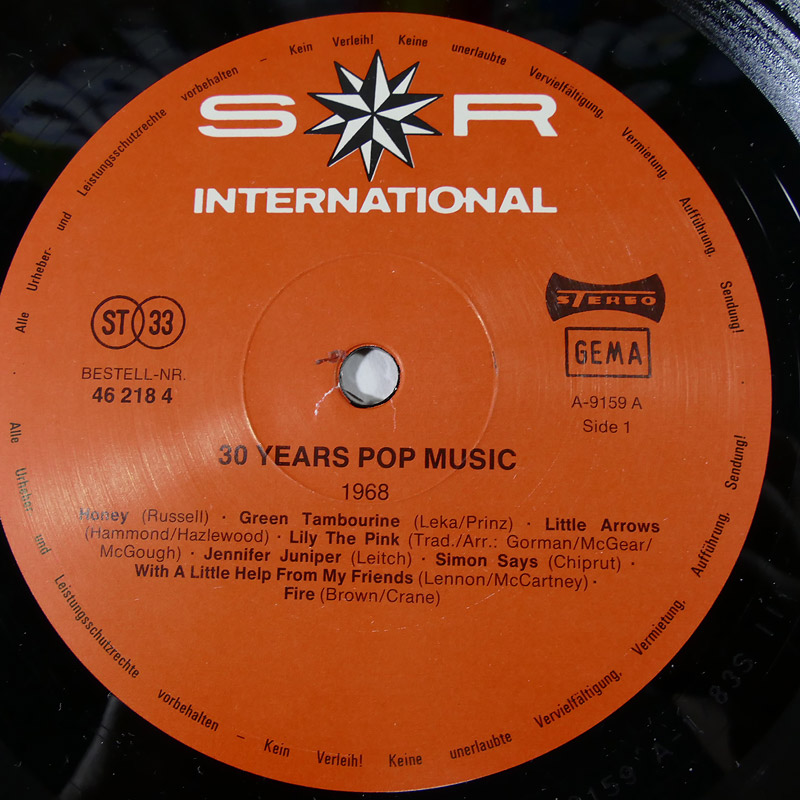 Alle Urheber- und Leistungsschutzrechte vorbehalten – Kein Verleih! Keine unerlaubte Vervielfältigung, Vermietung, Aufführung, Sendung!
S R
INTERNATIONAL
STEREO
ST 33
GEMA
BESTELL-NR.
46 218 4
A-9159 A
Side 1
30 YEARS POP MUSIC
1968
Honey (Russell) · Green Tambourine (Leka/Prinz) · Little Arrows
(Hammond/Hazlewood) · Lily The Pink (Trad./Arr.: Gorman/McGear/
McGough) · Jennifer Juniper (Leitch) · Simon Says (Chiprut) ·
With A Little Help From My Friends (Lennon/McCartney) ·
Fire (Brown/Crane)
Alle Urheber und Leistungsschutzrechte vorbehalten – Kein Verleih! Keine unerlaubte Vervielfältigung, Vermietung, Aufführung, Sendung!